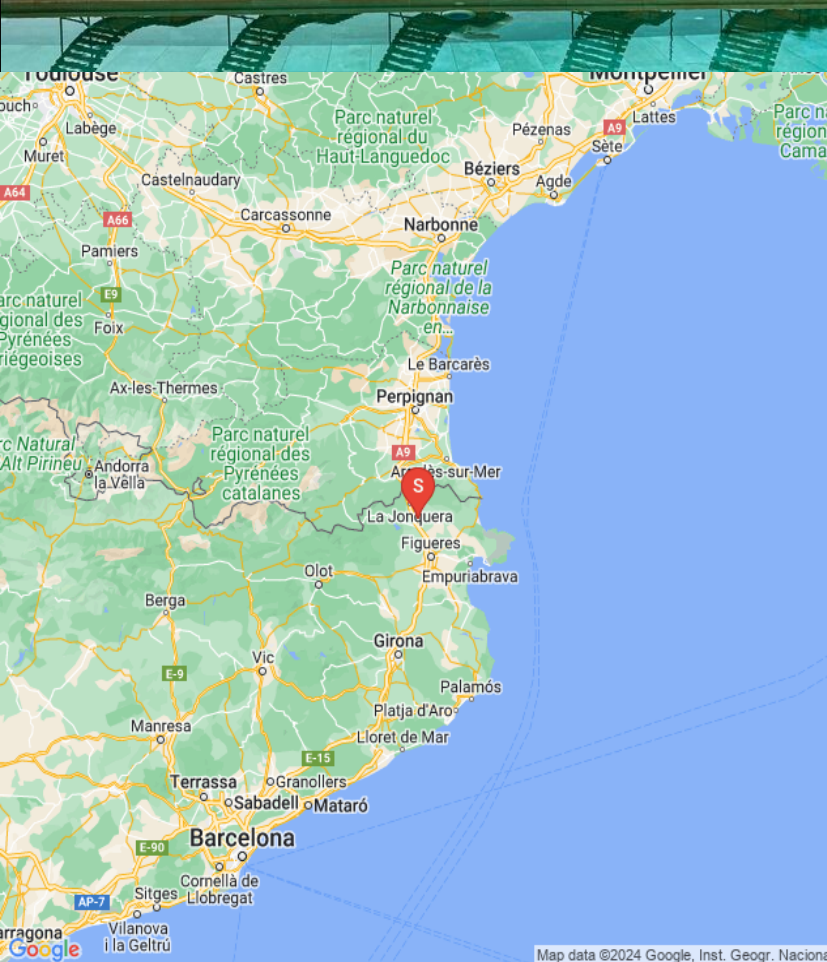 Toulouse
Castres
Montpellier
Lattes
Labège
Muret
Parc naturel
régional du
Haut-Languedoc
Pézenas
A9
Sète
Béziers
Agde
Castelnaudary
A64
A66
Carcassonne
Narbonne
Pamiers
Parc naturel
régional de la
Narbonnaise
en...
E9
Foix
Le Barcarès
Ax-les-Thermes
Perpignan
Parc naturel
régional des
Pyrénées
catalanes
A9
Andorra
la Vella
S
La Jonquera
Figueres
Olot
Empuriabrava
Berga
Girona
Vic
E-9
Palamós
Platja d'Aro
Manresa
Lloret de Mar
E-15
Terrassa
Granollers
Sabadell
Mataró
Barcelona
E-90
Cornellà de
Llobregat
Sitges
AP-7
Vilanova
i la Geltrú
Google
Map data ©2024 Google, Inst. Geogr. Naciona